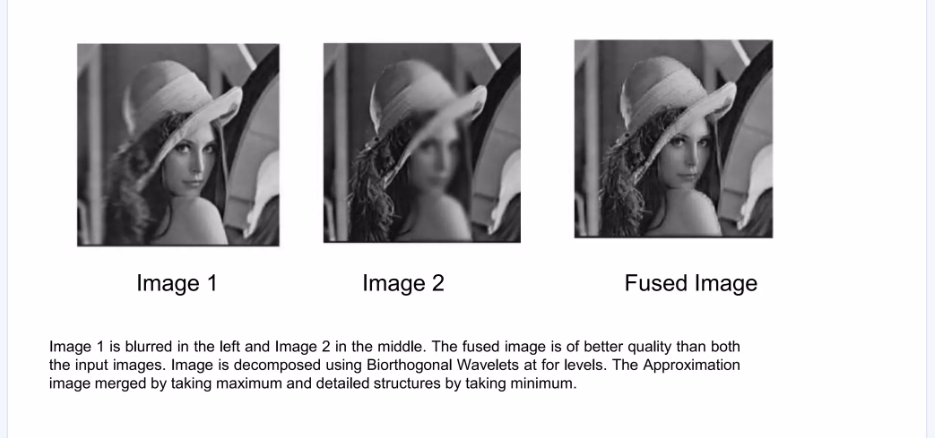 Image 1
Image 2
Fused Image
Image 1 is blurred in the left and Image 2 in the middle. The fused image is of better quality than both
the input images. Image is decomposed using Biorthogonal Wavelets at for levels. The Approximation
image merged by taking maximum and detailed structures by taking minimum.